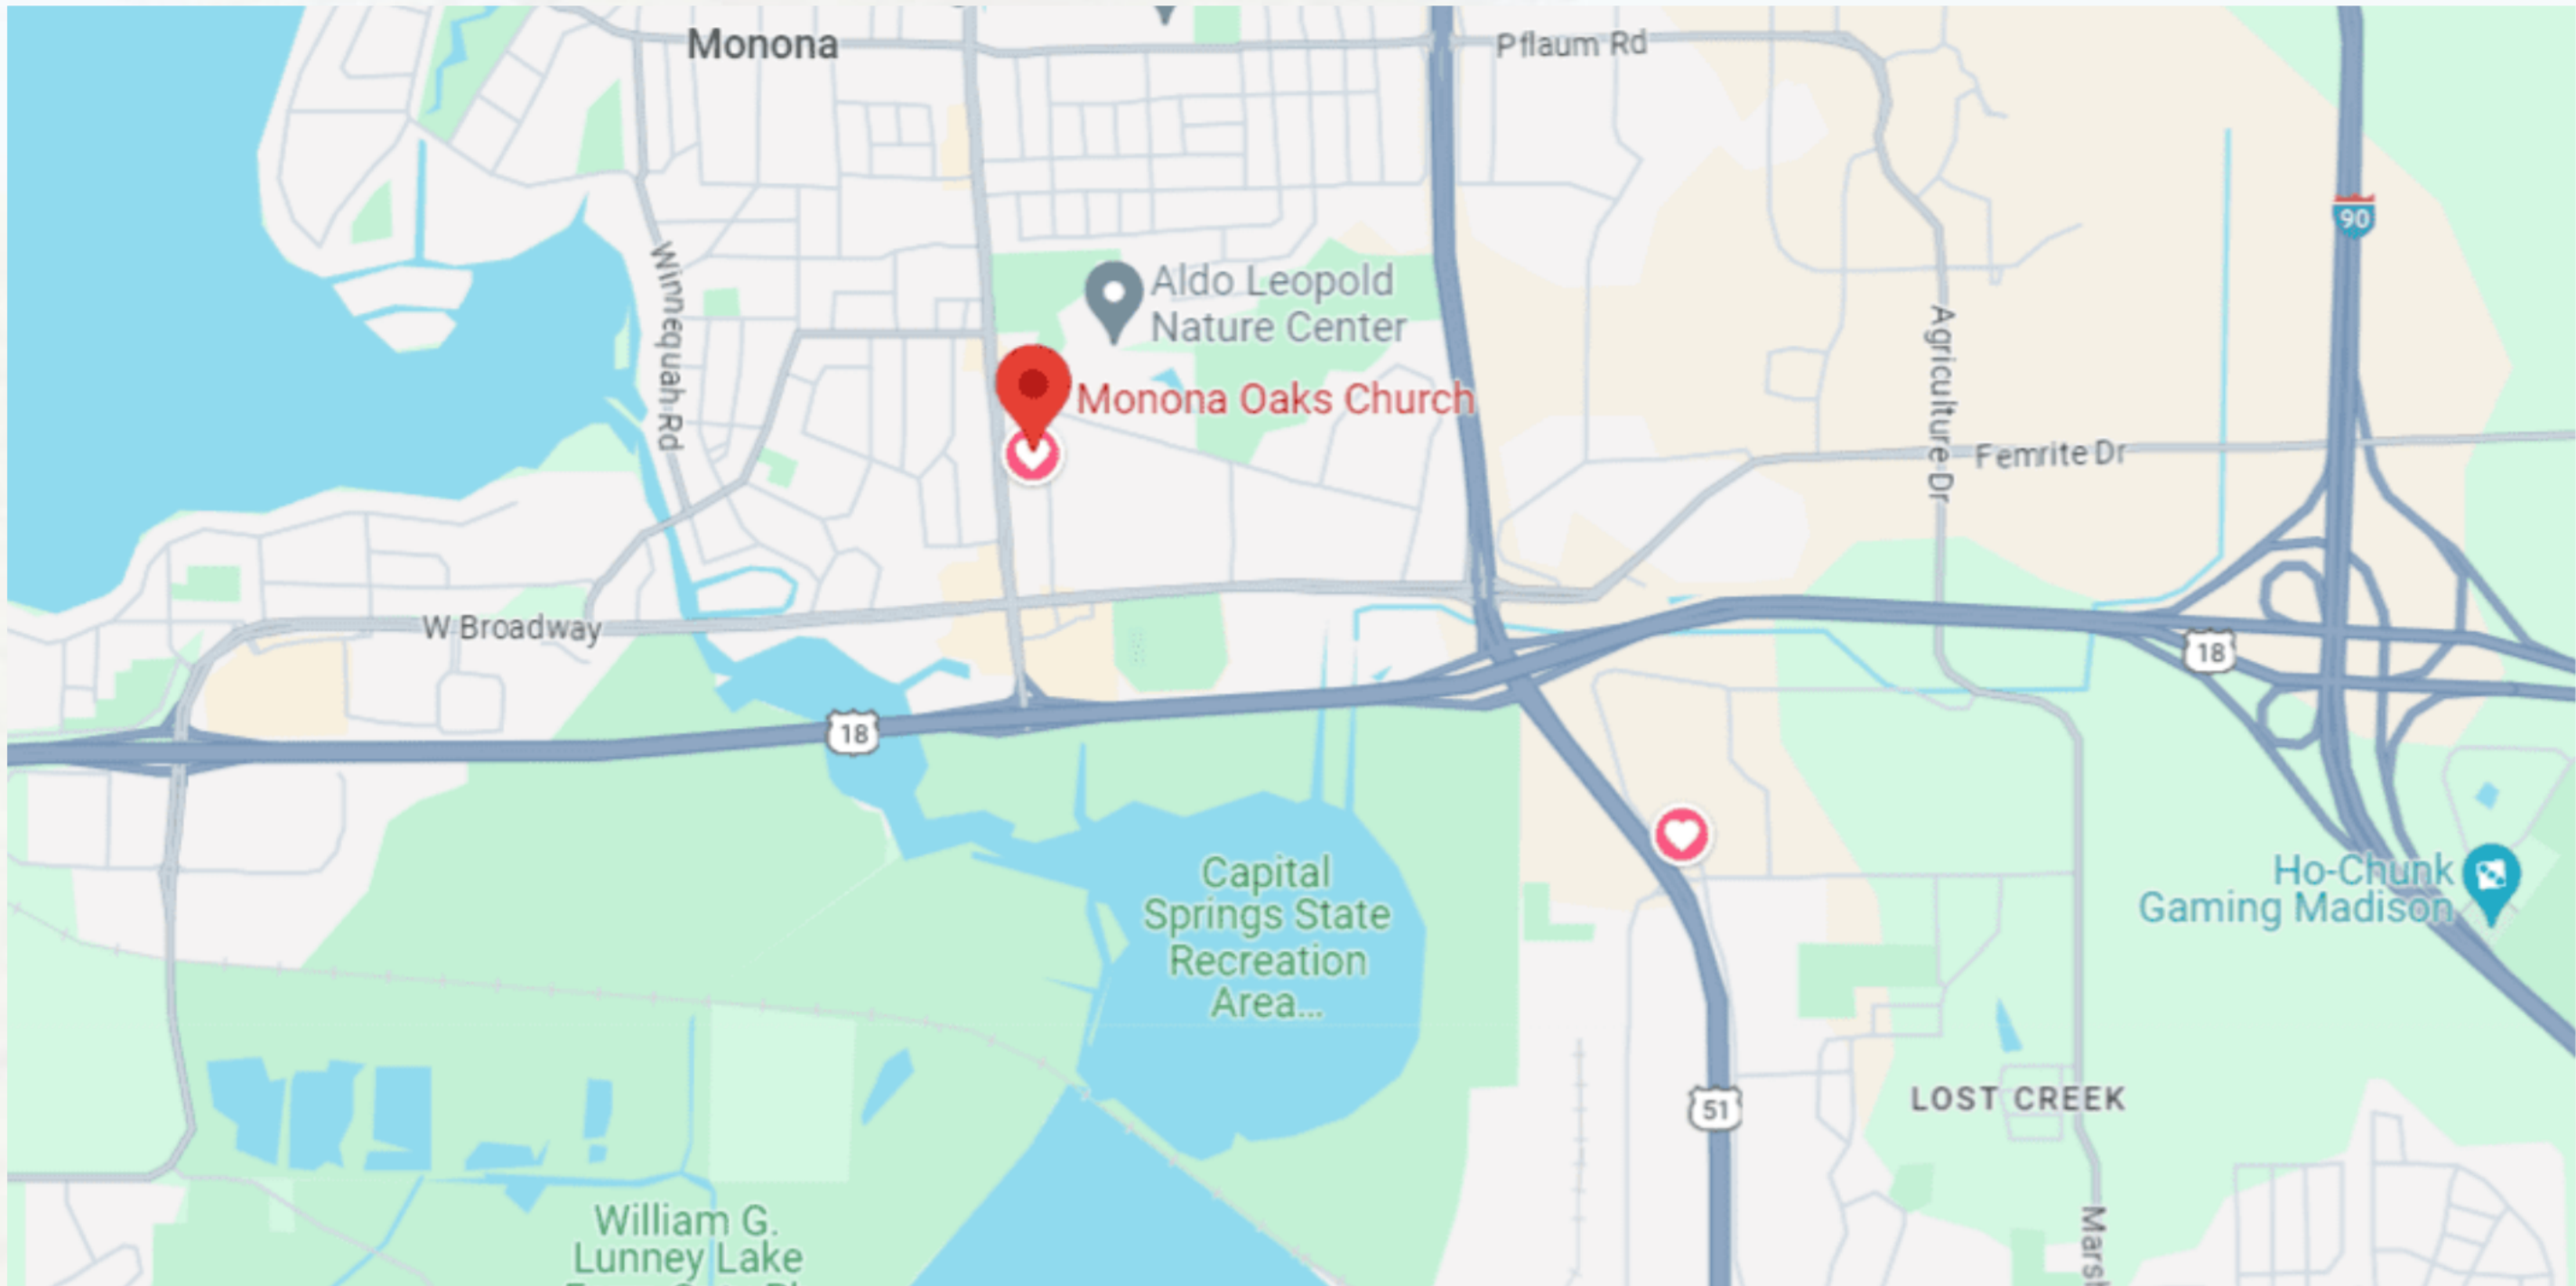 Monona
Pflaum Rd
90
Winnequah Rd
Aldo Leopold
Nature Center
Agriculture Dr
Monona Oaks Church
Femrite Dr
W Broadway
18
18
Capital
Springs State
Recreation
Area...
Ho-Chunk
Gaming Madison
51
LOST CREEK
William G.
Lunney Lake